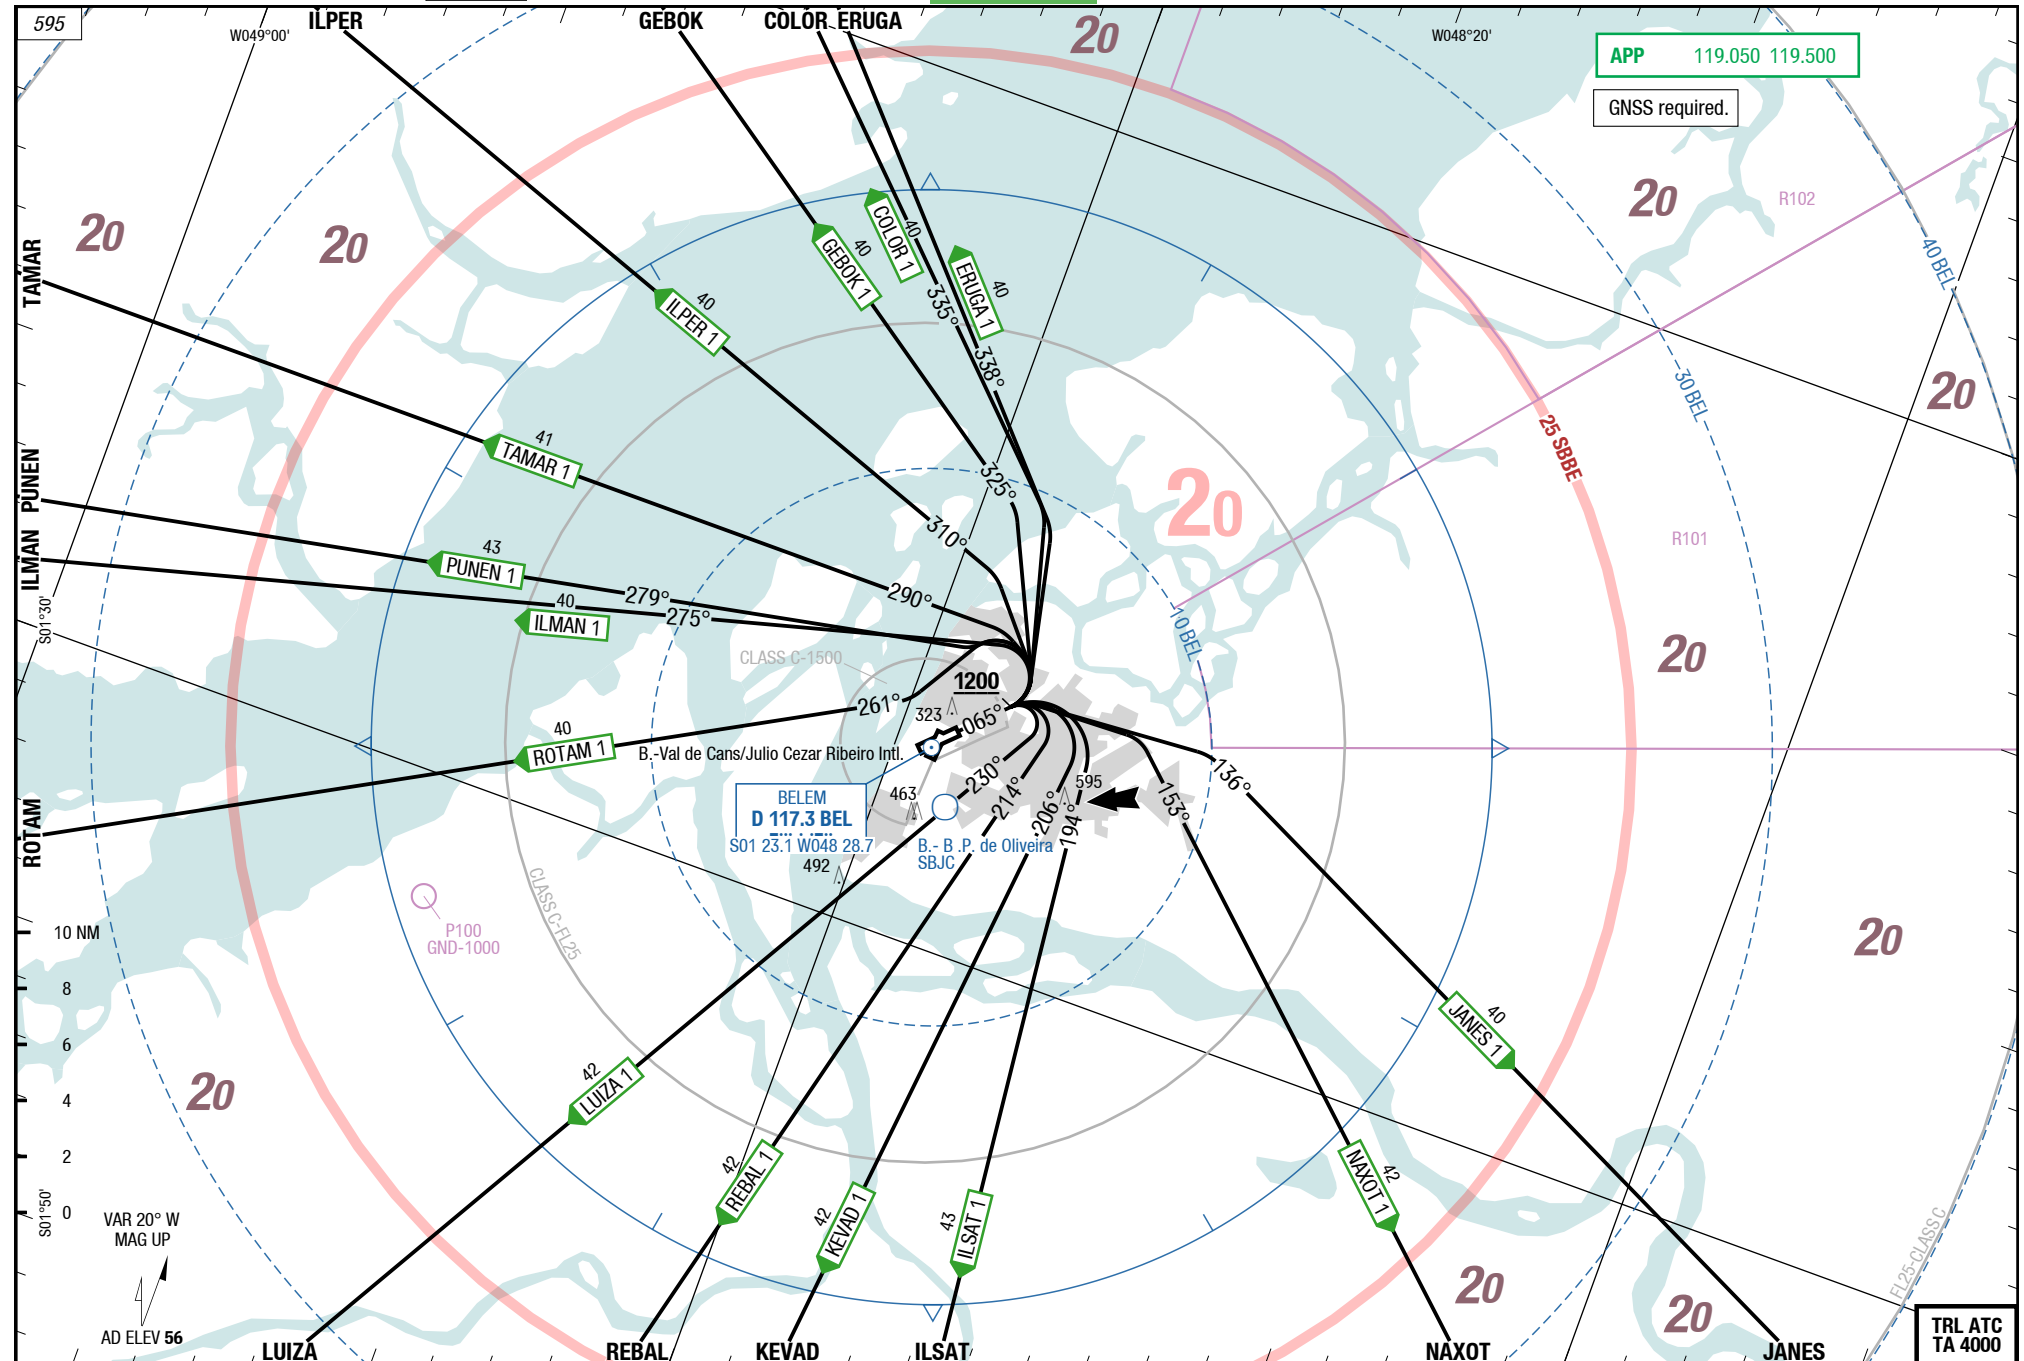 595
W049°00'
ILPER
GEBOK
COLOR ERUGA
20
W048°20'
APP 119.050 119.500
GNSS required.
20
20
20
R102
40 BEL
TAMAR
40
COLOR 1
40
GEBOK 1
40
ERUGA 1
40
ILPER 1
335°
338°
30 BEL
20
25 SBBE
41
TAMAR 1
325°
20
310°
R101
PUNEN
43
PUNEN 1
279°
290°
ILMAN
40
ILMAN 1
275°
S01°30'
10 BEL
CLASS C-1500
20
1200
261°
323
065°
40
ROTAM 1
B.-Val de Cans/Julio Cezar Ribeiro Intl.
ROTAM
BELEM
D 117.3 BEL
S01 23.1 W048 28.7
463
230°
214°
206°
194°
595
153°
136°
B.- B .P. de Oliveira
SBJC
492
CLASS C-FL25
P100
GND-1000
10 NM
8
6
4
2
0
20
40
JANES 1
42
LUIZA 1
20
42
REBAL 1
42
KEVAD 1
43
ILSAT 1
42
NAXOT 1
S01°50'
VAR 20° W
MAG UP
AD ELEV 56
20
20
FL25-CLASS C
TRL ATC
TA 4000
LUIZA
REBAL
KEVAD
ILSAT
NAXOT
JANES